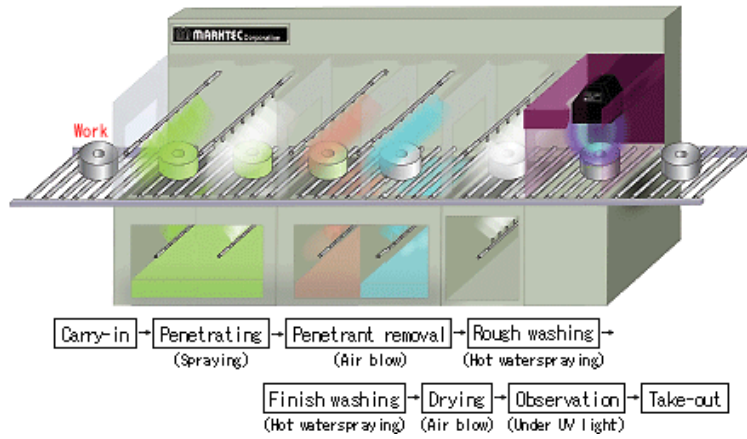 MARKTEC Corporation
Work
Carry-in Penetrating Penetrant removal Rough washing
(Spraying) (Air blow) (Hot waterspraying)
Finish washing Drying Observation Take-out
(Hot waterspraying) (Air blow) (Under UV light)